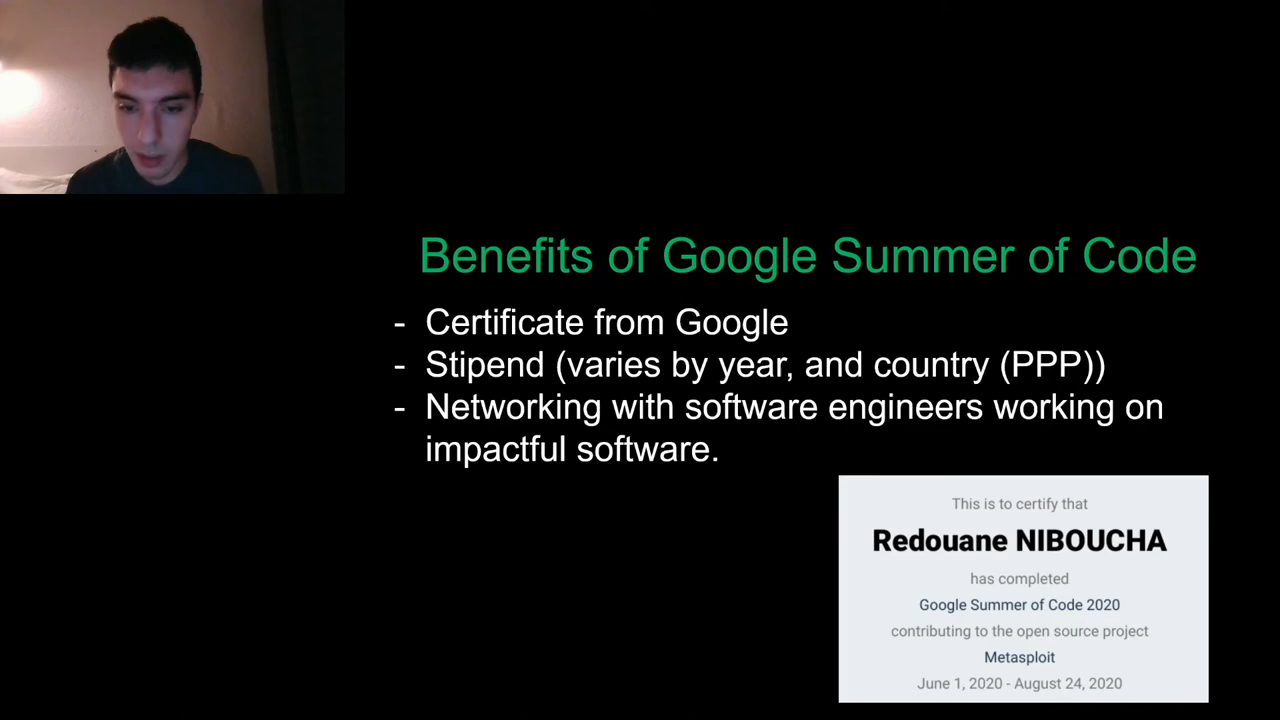 Benefits of Google Summer of Code
- Certificate from Google
- Stipend (varies by year, and country (PPP))
- Networking with software engineers working on
impactful software.
This is to certify that
Redouane NIBOUCHA
has completed
Google Summer of Code 2020
contributing to the open source project
Metasploit
June 1, 2020 - August 24, 2020